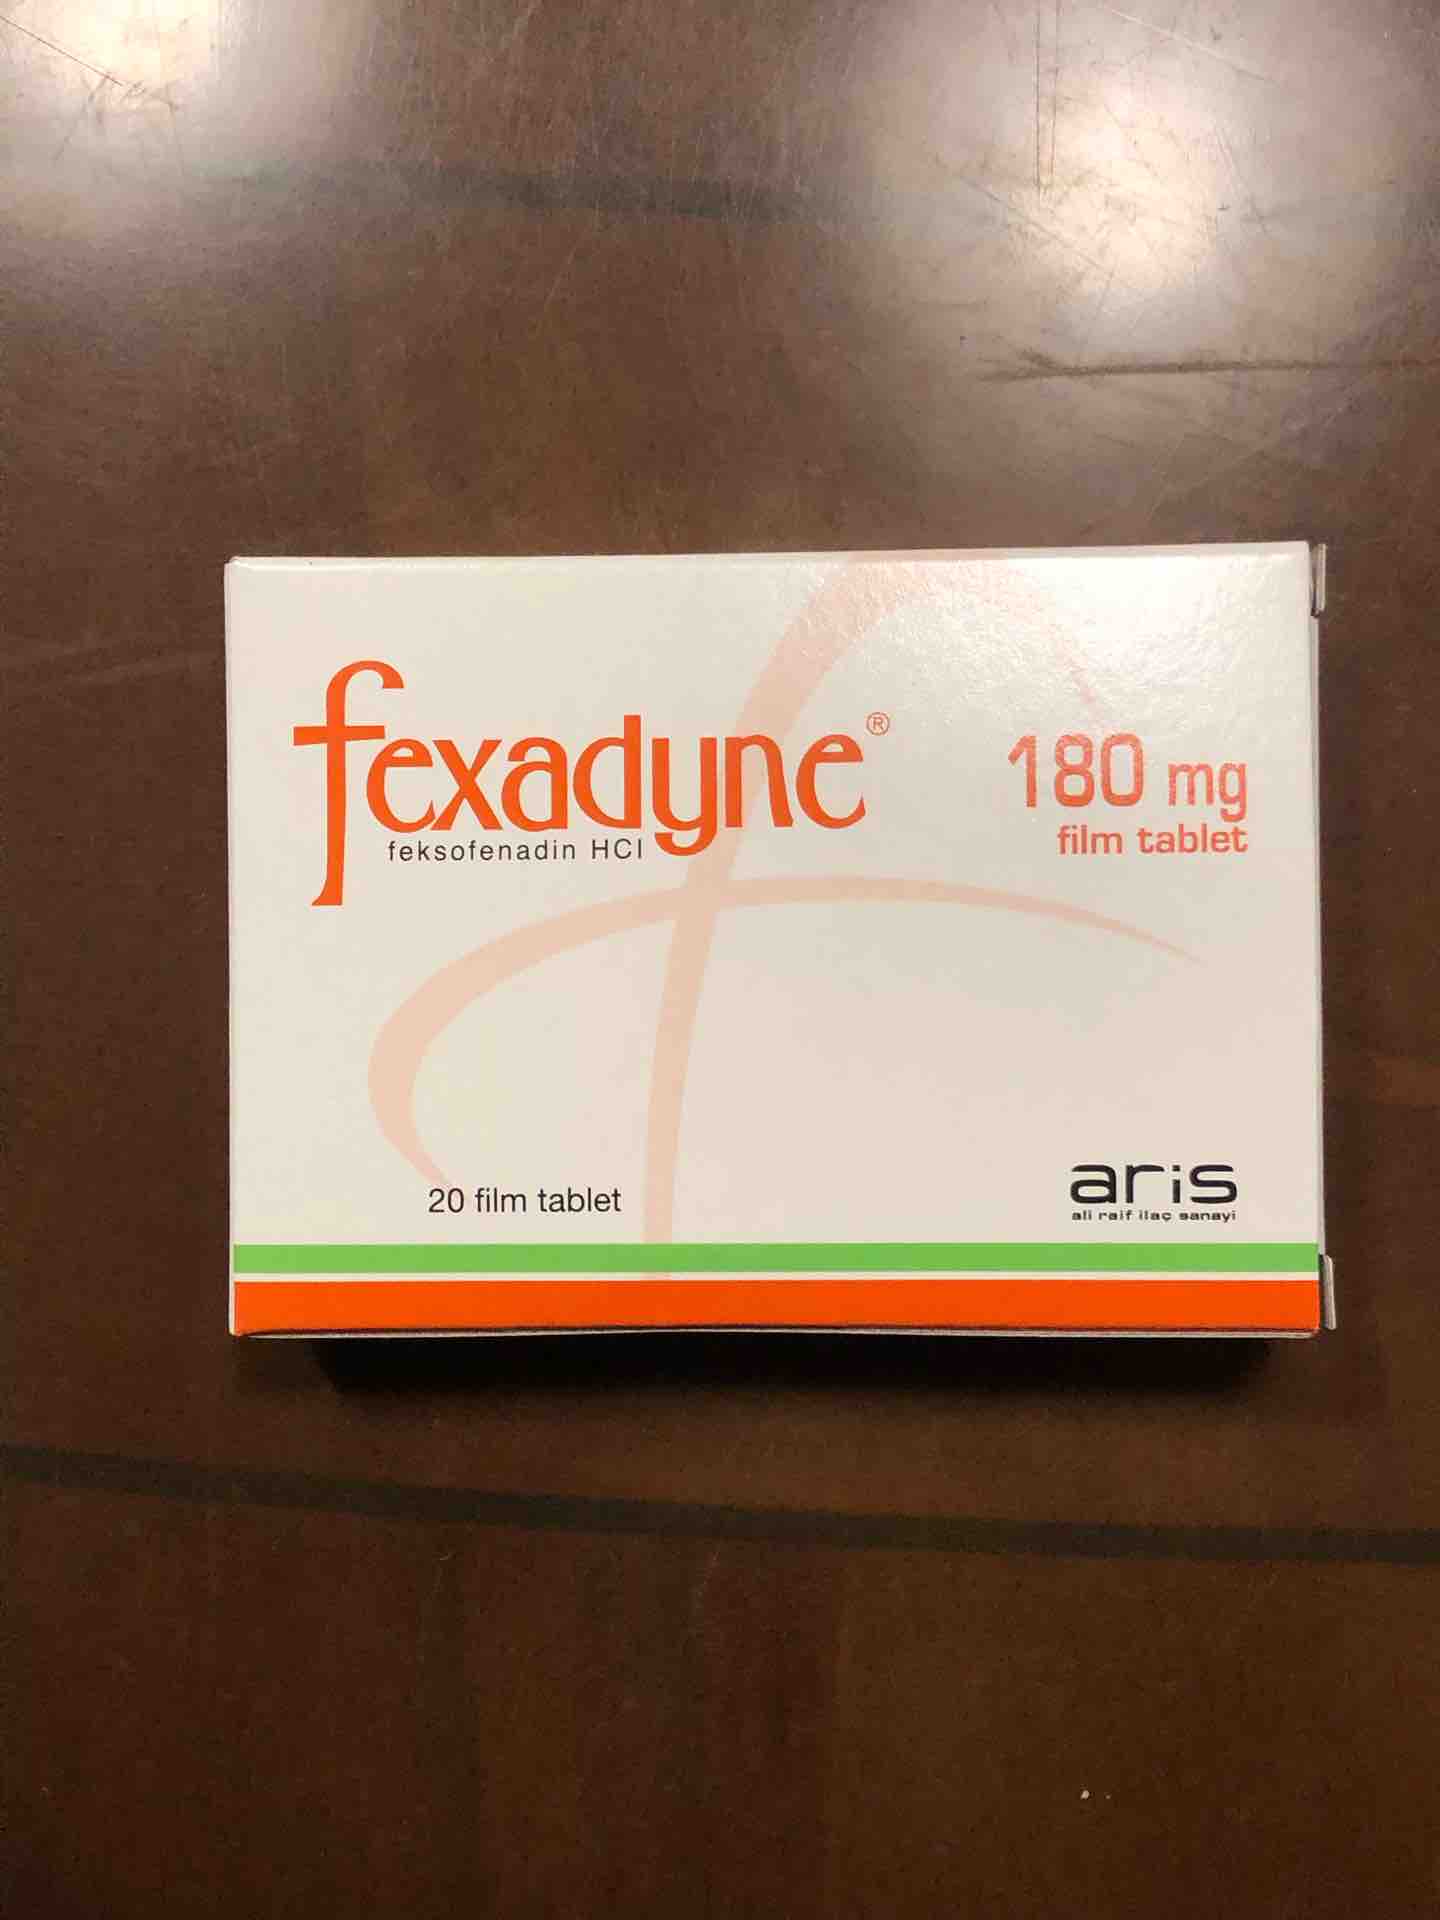 fexadyne®
feksofenadin HCl
180 mg
film tablet
20 film tablet
aris
ali raif ilaç sanayi